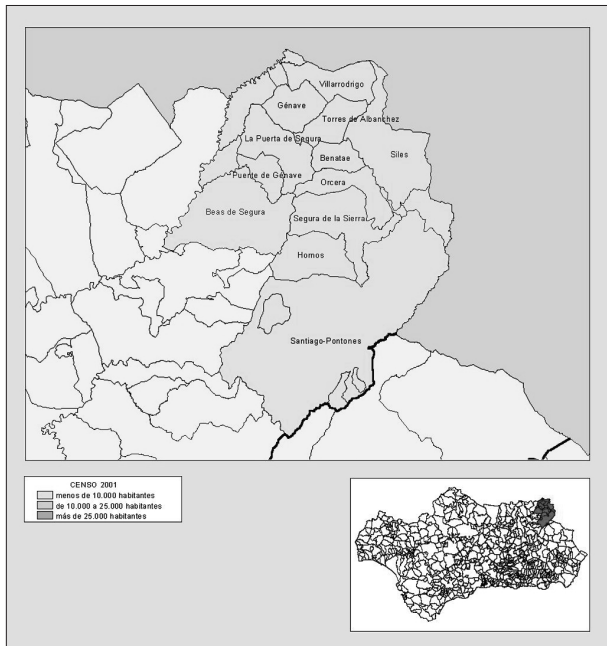 Villarrodrigo
Génave
Torres de Albanchez
La Puerta de Segura
Benatae
Siles
Puente de Génave
Orcera
Beas de Segura
Segura de la Sierra
Hornos
Santiago-Pontones
CENSO 2001
menos de 10.000 habitantes
de 10.000 a 25.000 habitantes
más de 25.000 habitantes